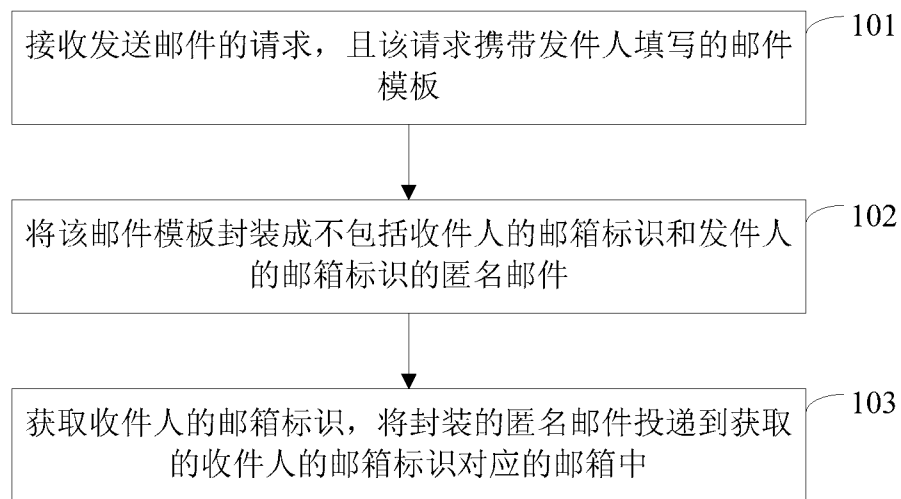 接收发送邮件的请求，且该请求携带发件人填写的邮件
模板
101
将该邮件模板封装成不包括收件人的邮箱标识和发件人
的邮箱标识的匿名邮件
102
获取收件人的邮箱标识，将封装的匿名邮件投递到获取
的收件人的邮箱标识对应的邮箱中
103